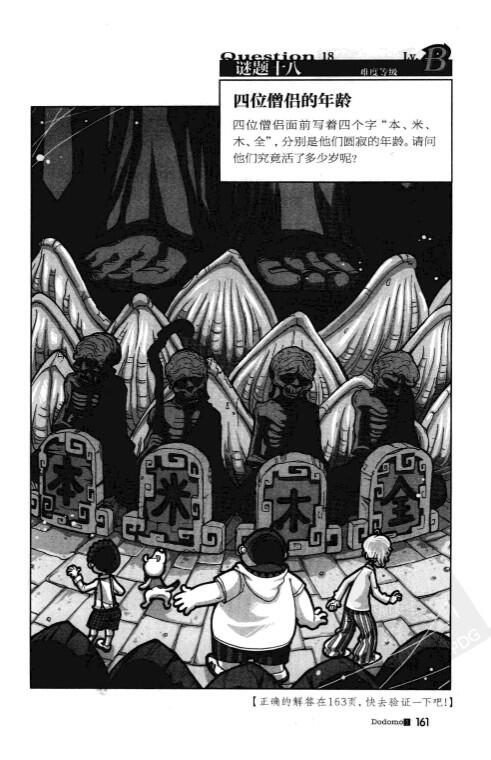 Question 18
Lv. B
谜题十八
难度等级
四位僧侣的年龄
四位僧侣面前写着四个字“本、米、
木、全”，分别是他们圆寂的年龄。请问
他们究竟活了多少岁呢？
本 米 木 全
PDG
【正确的解答在163页，快去验证一下吧！】
Dodomo 161